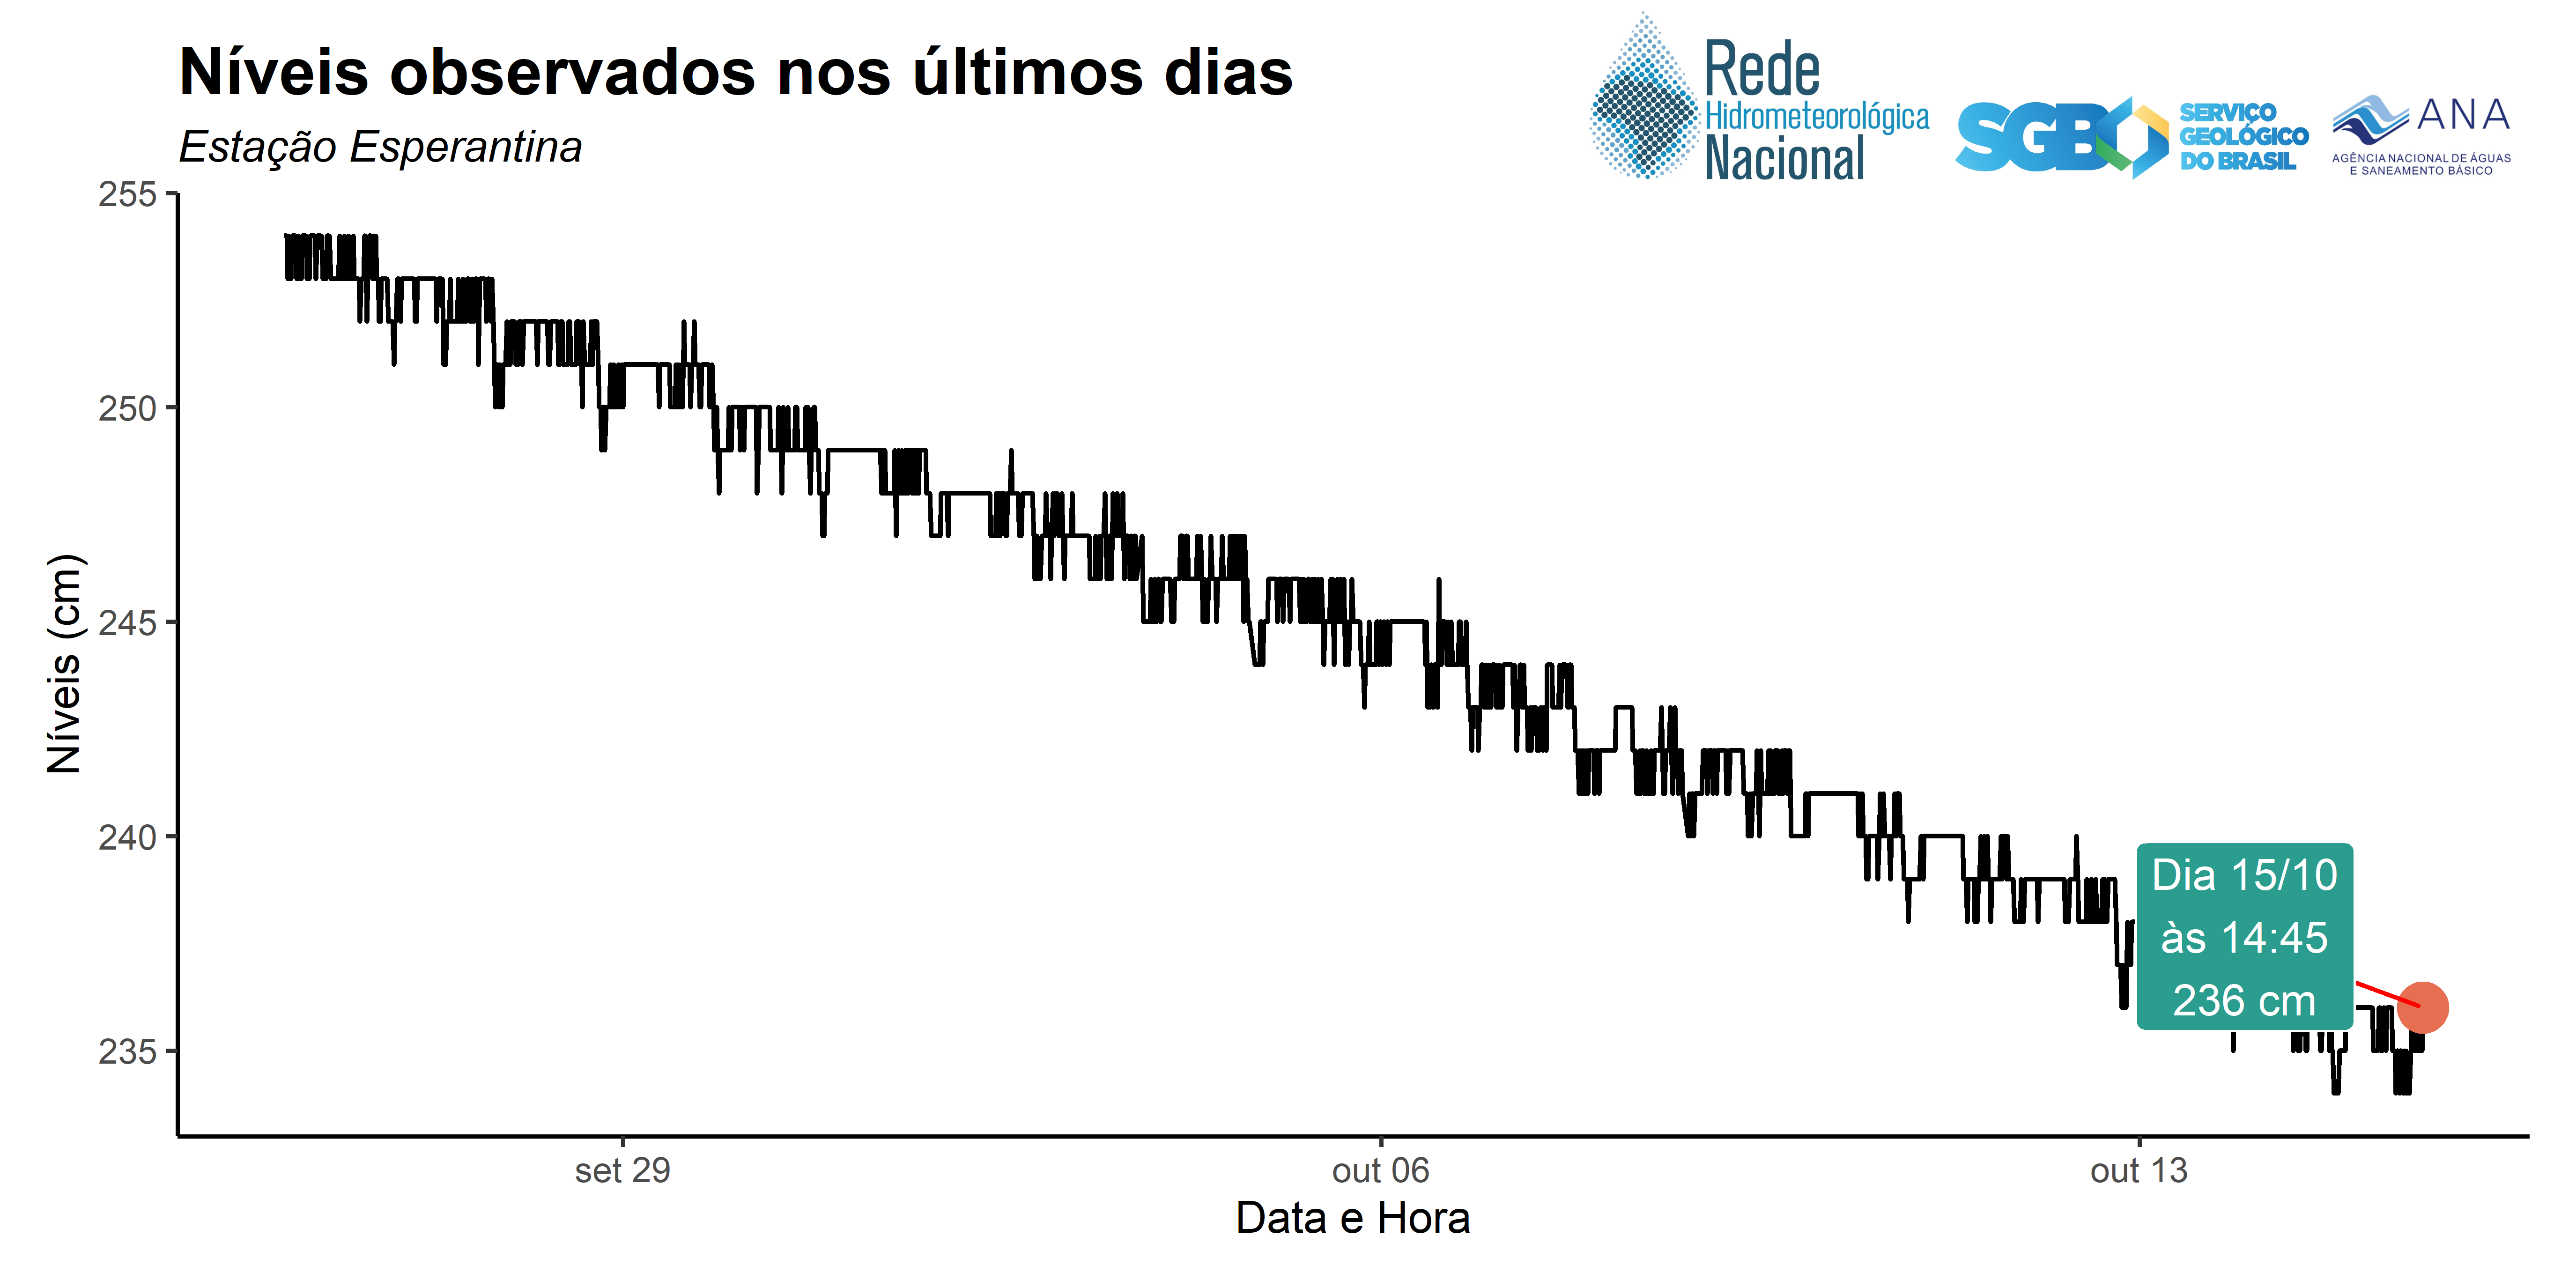 Níveis observados nos últimos dias
Estação Esperantina
Rede
Hidrometeorológica
Nacional
SGB
SERVIÇO
GEOLÓGICO
DO BRASIL
ANA
AGÊNCIA NACIONAL DE ÁGUAS
E SANEAMENTO BÁSICO
255
250
245
240
235
Níveis (cm)
Dia 15/10
às 14:45
236 cm
set 29
out 06
out 13
Data e Hora